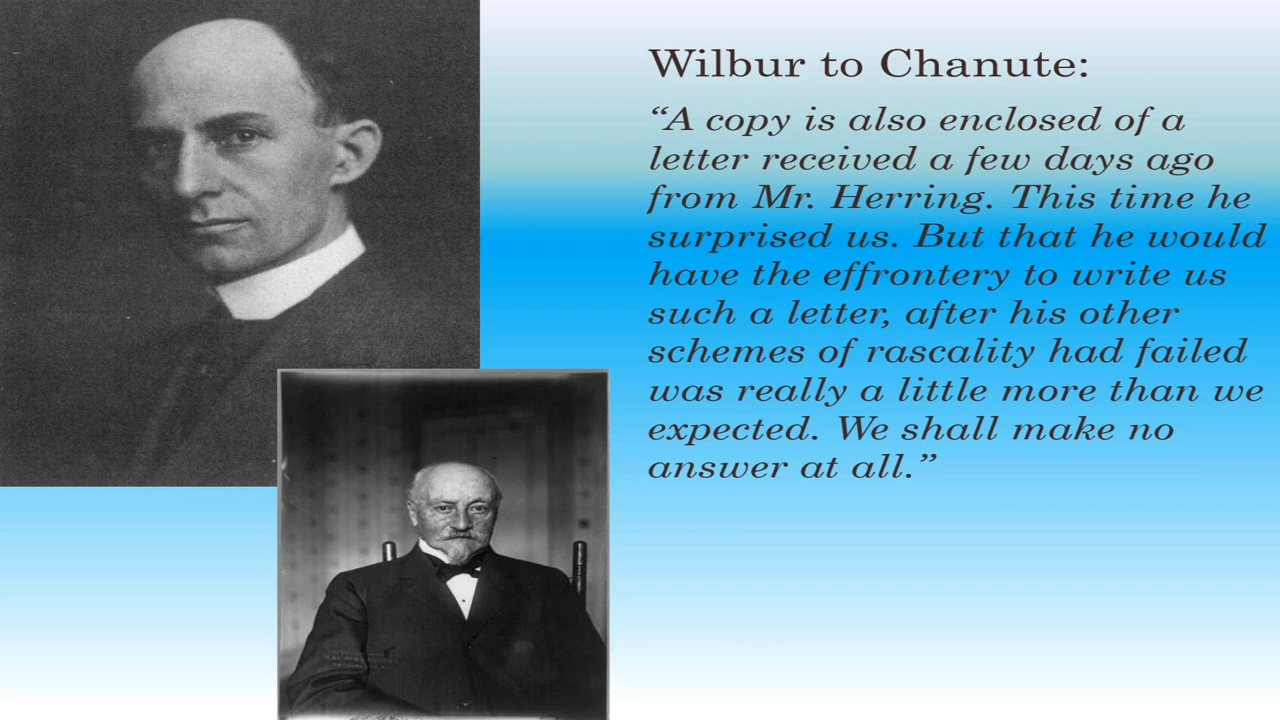 Wilbur to Chanute:
“A copy is also enclosed of a
letter received a few days ago
from Mr. Herring. This time he
surprised us. But that he would
have the effrontery to write us
such a letter, after his other
schemes of rascality had failed
was really a little more than we
expected. We shall make no
answer at all.”